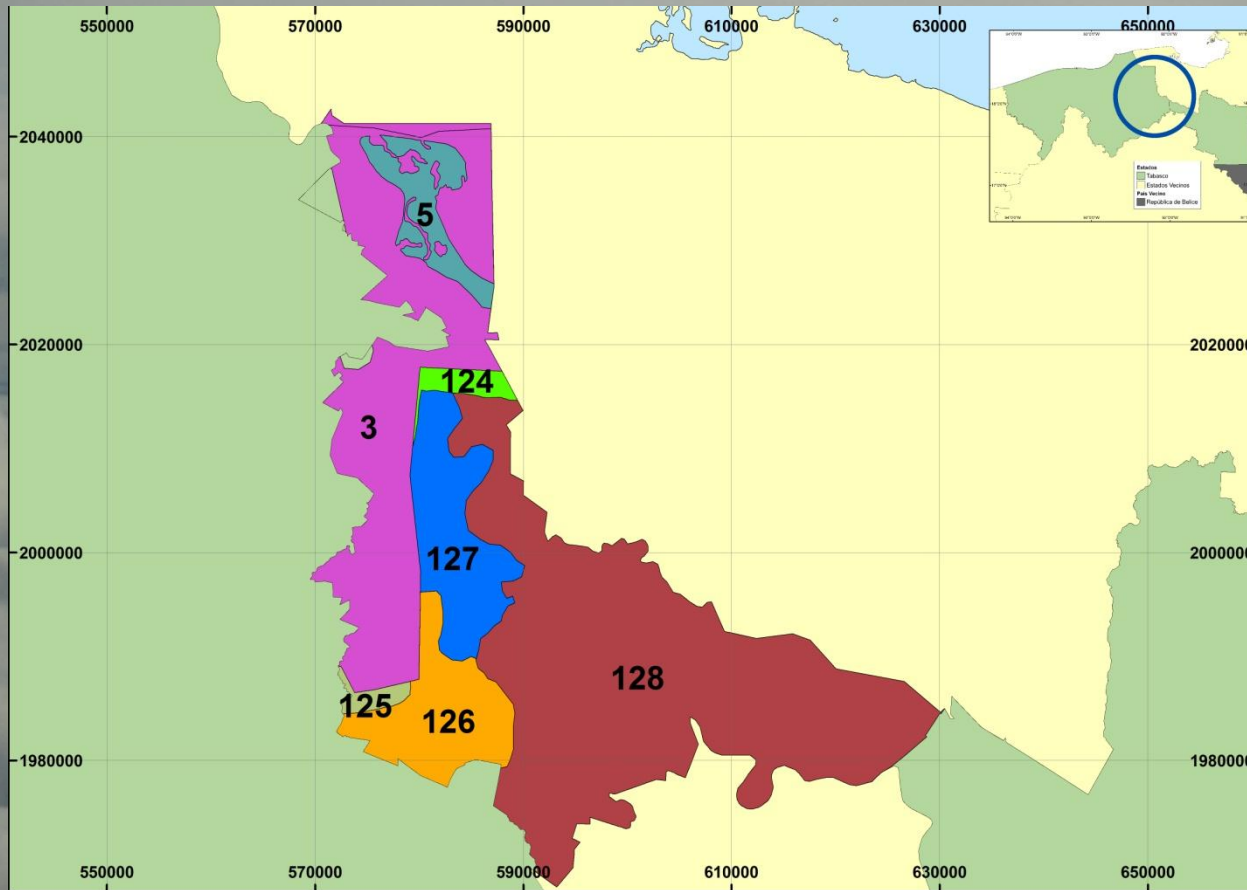 550000 570000 590000 610000 630000 650000
2040000
5
2020000 2020000
124
3
2000000 2000000
127
128
125
126
1980000 1980000
550000 570000 590000 610000 630000 650000
Estados
Tabasco
Estados Vecinos
País Vecino
República de Belice